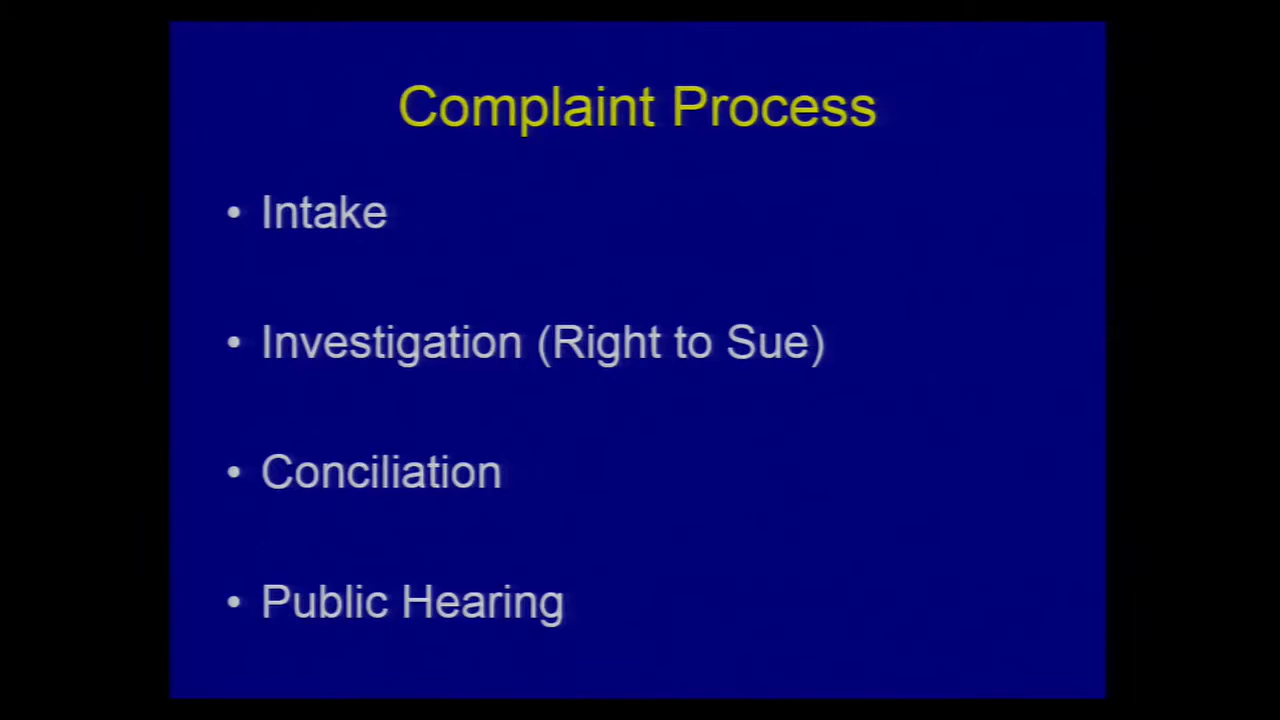 Complaint Process
• Intake
• Investigation (Right to Sue)
• Conciliation
• Public Hearing